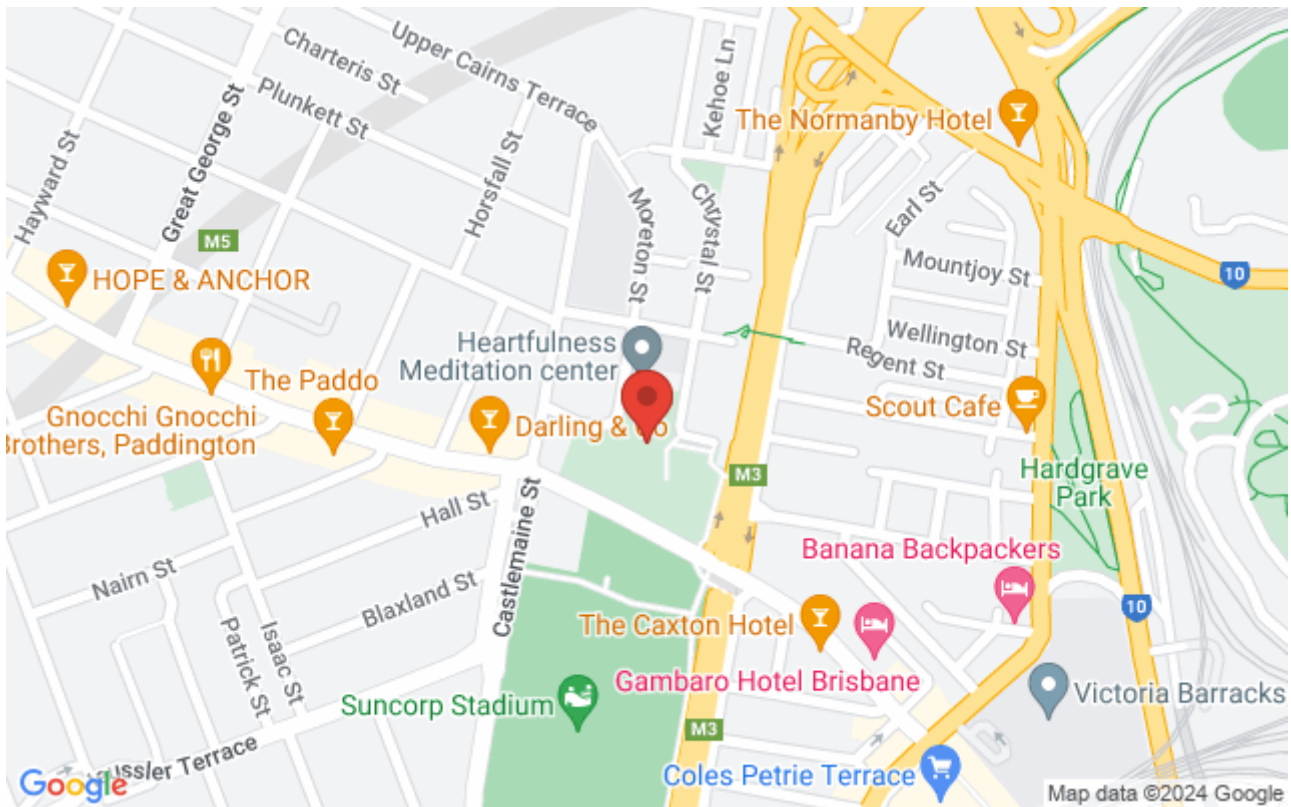 Charteris St
Upper Cairns Terrace
Kehoe Ln
Plunkett St
The Normanby Hotel
Hayward St
Great George St
Horsfall St
Moreton St
Chrystal St
Earl St
M5
HOPE & ANCHOR
Mountjoy St
10
Wellington St
Regent St
Heartfulness
Meditation center
The Paddo
Gnocchi Gnocchi
Brothers, Paddington
Darling & Co
Scout Cafe
Hardgrave
Park
M3
Hall St
Castlemaine St
Banana Backpackers
Nairn St
Blaxland St
10
The Caxton Hotel
Isaac St
Patrick St
Gambaro Hotel Brisbane
Victoria Barracks
Suncorp Stadium
M3
Terrace
Coles Petrie Terrace
Google
Map data ©2024 Google